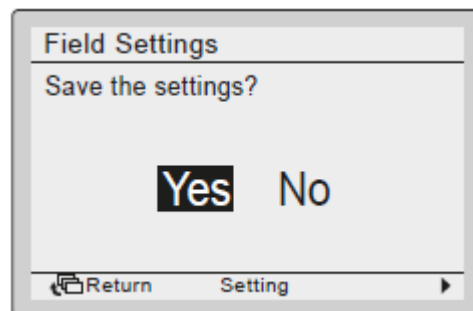 Field Settings
Save the settings?
Yes No
Return Setting